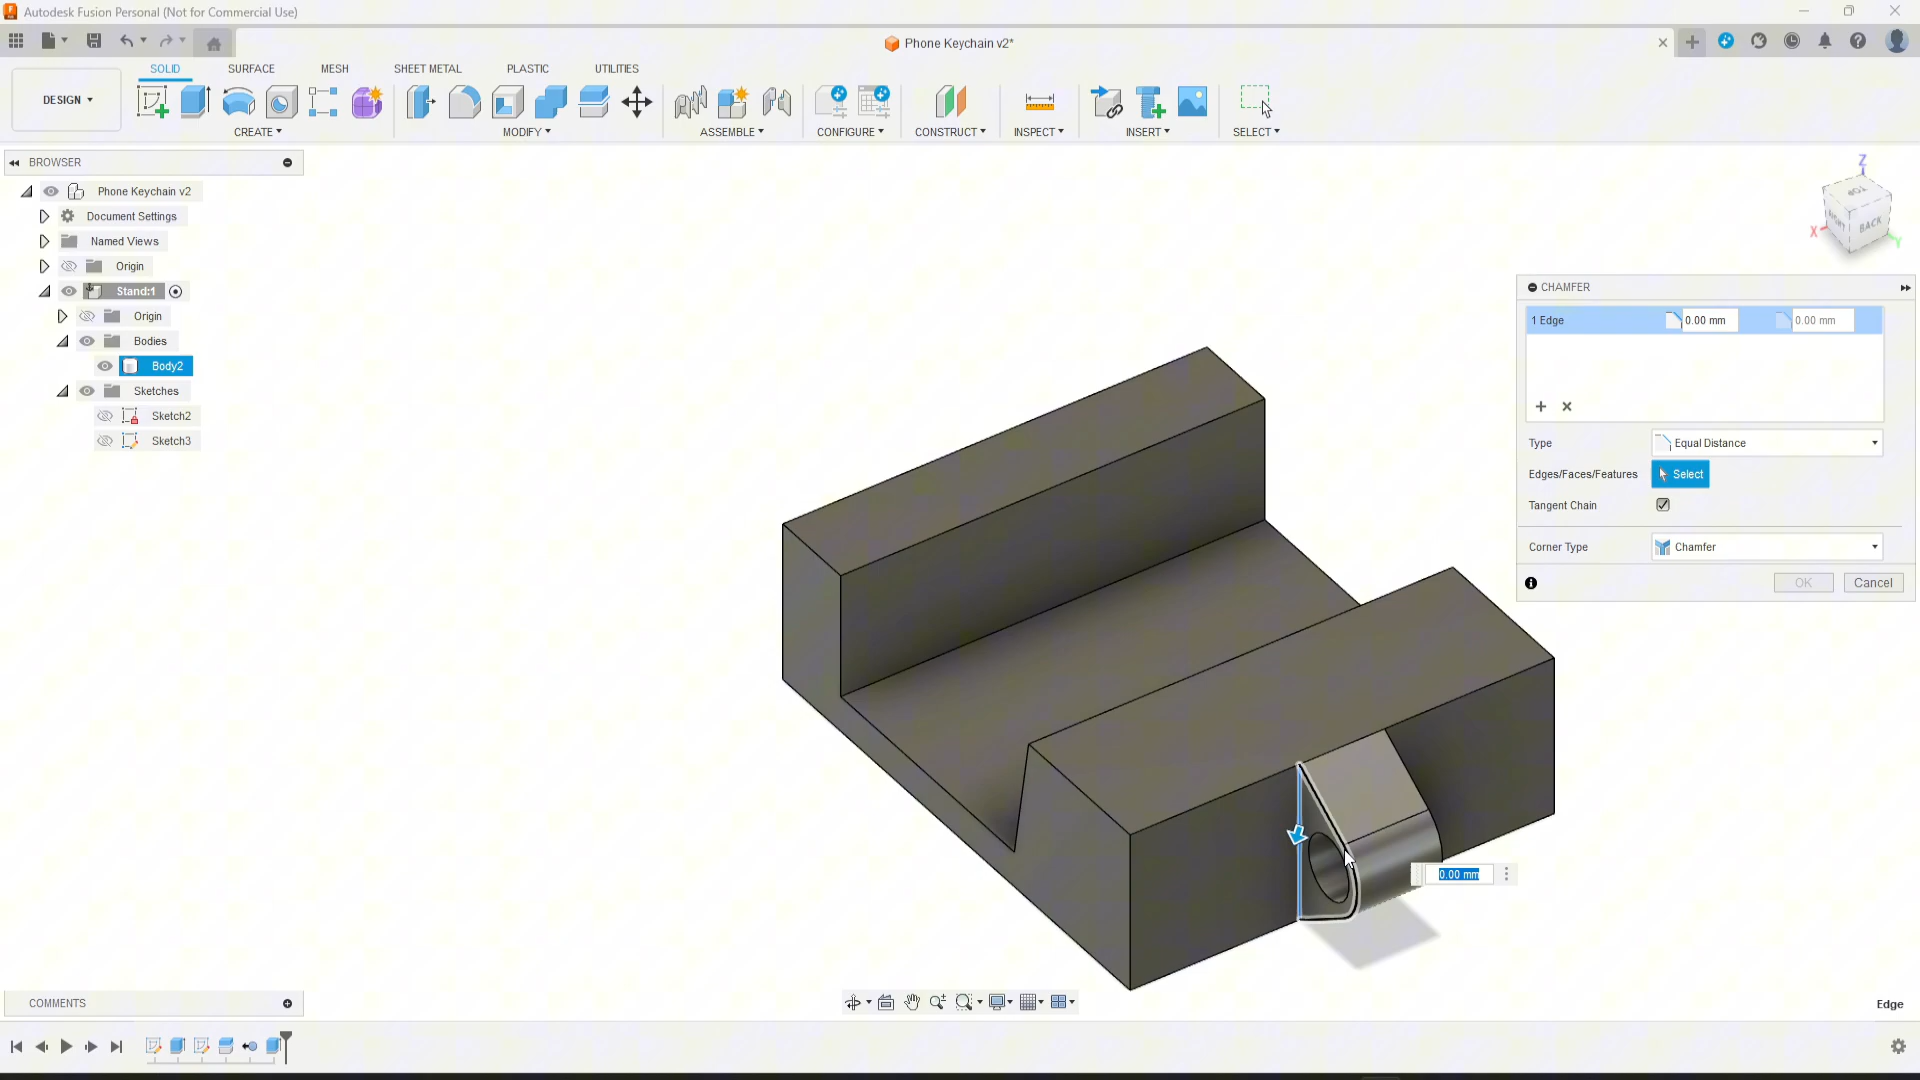 Autodesk Fusion Personal (Not for Commercial Use)
Phone Keychain v2*
SOLID SURFACE MESH SHEET METAL PLASTIC UTILITIES
DESIGN
CREATE MODIFY ASSEMBLE CONFIGURE CONSTRUCT INSPECT INSERT SELECT
BROWSER
Phone Keychain v2
Document Settings
Named Views
Origin
Stand:1
Origin
Bodies
Body2
Sketches
Sketch2
Sketch3
Z
TOP
RIGHT
BACK
X
Y
CHAMFER
1 Edge 0.00 mm 0.00 mm
Type Equal Distance
Edges/Faces/Features Select
Tangent Chain
Corner Type Chamfer
OK Cancel
0.00 mm
COMMENTS
Edge